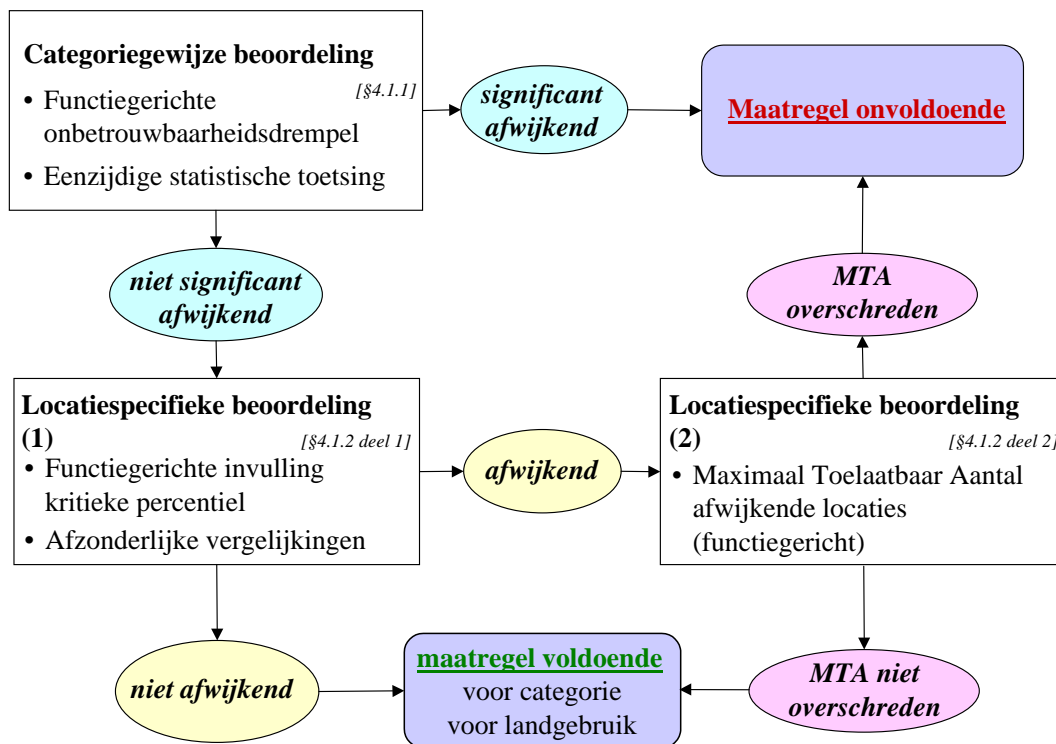 Categoriegewijze beoordeling
[§4.1.1]
• Functiegerichte
onbetrouwbaarheidsdrempel
• Eenzijdige statistische toetsing
significant
afwijkend
Maatregel onvoldoende
niet significant
afwijkend
MTA
overschreden
Locatiespecifieke beoordeling
(1) [§4.1.2 deel 1]
• Functiegerichte invulling
kritieke percentiel
• Afzonderlijke vergelijkingen
afwijkend
Locatiespecifieke beoordeling
(2) [§4.1.2 deel 2]
• Maximaal Toelaatbaar Aantal
afwijkende locaties
(functiegericht)
niet afwijkend
maatregel voldoende
voor categorie
voor landgebruik
MTA niet
overschreden